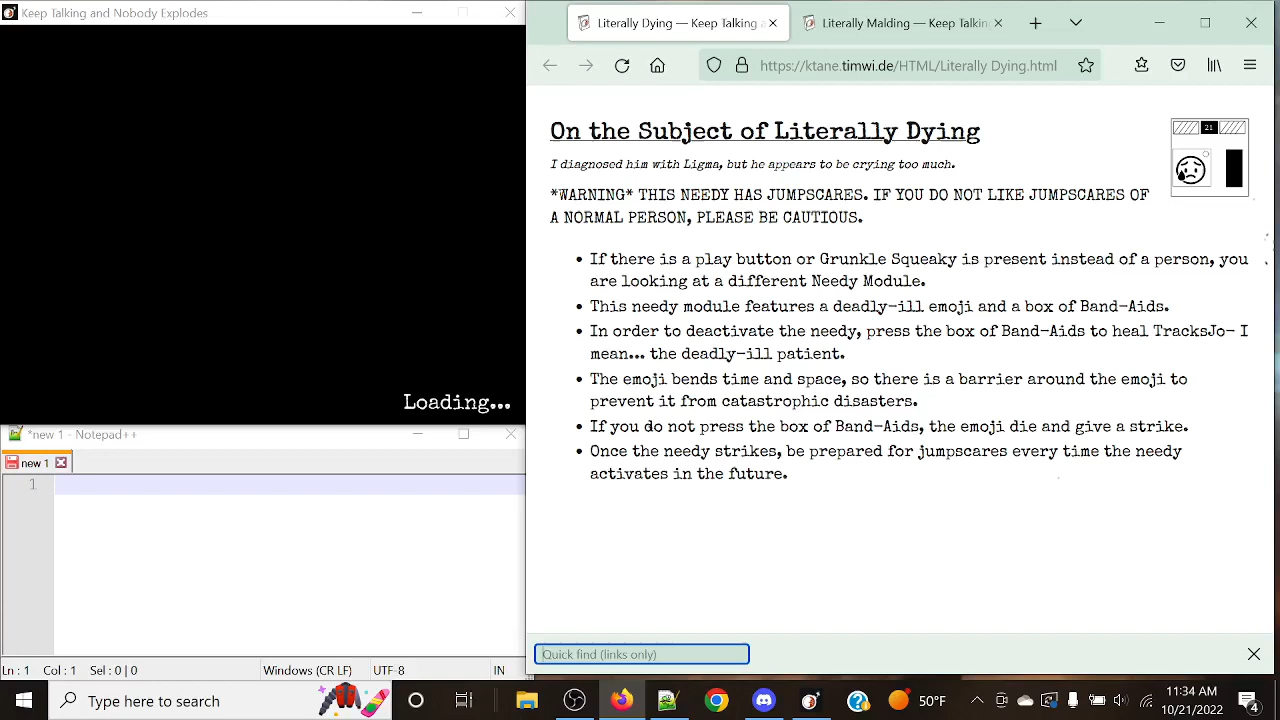 Keep Talking and Nobody Explodes
Loading...
*new 1 - Notepad++
new 1
1
Ln : 1 Col : 1 Sel : 0 | 0 Windows (CR LF) UTF-8 IN
Literally Dying — Keep Talking a
Literally Malding — Keep Talkin
https://ktane.timwi.de/HTML/Literally Dying.html
On the Subject of Literally Dying
I diagnosed him with Ligma, but he appears to be crying too much.
21
*WARNING* THIS NEEDY HAS JUMPSCARES. IF YOU DO NOT LIKE JUMPSCARES OF
A NORMAL PERSON, PLEASE BE CAUTIOUS.
• If there is a play button or Grunkle Squeaky is present instead of a person, you
are looking at a different Needy Module.
• This needy module features a deadly-ill emoji and a box of Band-Aids.
• In order to deactivate the needy, press the box of Band-Aids to heal TracksJo- I
mean... the deadly-ill patient.
• The emoji bends time and space, so there is a barrier around the emoji to
prevent it from catastrophic disasters.
• If you do not press the box of Band-Aids, the emoji die and give a strike.
• Once the needy strikes, be prepared for jumpscares every time the needy
activates in the future.
Quick find (links only)
Type here to search
50°F
11:34 AM
10/21/2022
4